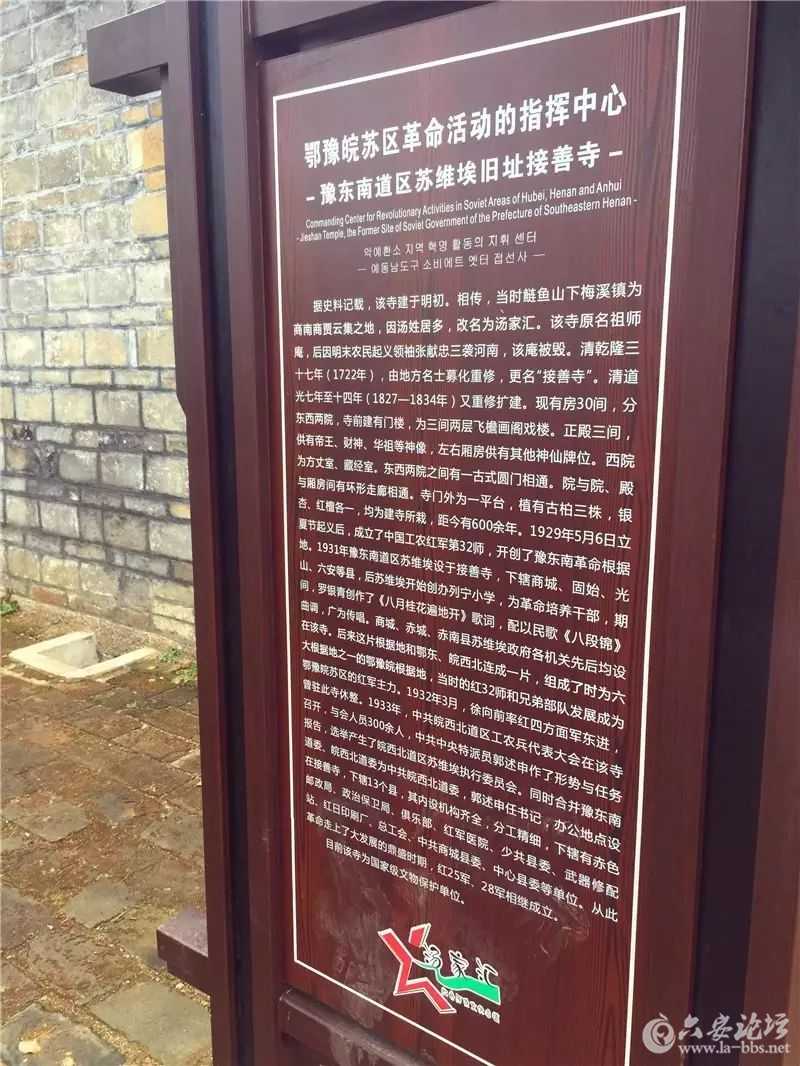 鄂豫皖苏区革命活动的指挥中心
- 豫东南道区苏维埃旧址接善寺 -
Commanding Center for Revolutionary Activities in Soviet Areas of Hubei, Henan and Anhui
- Jieshan Temple, the Former Site of Soviet Government of the Prefecture of Southeastern Henan -
악예환소 지역 혁명 활동의 지휘 센터
— 예동남도구 소비에트 옛터 접선사 —
据史料记载，该寺建于明初。相传，当时鲢鱼山下梅溪镇为
商南商贾云集之地，因汤姓居多，改名为汤家汇。该寺原名祖师
庵，后因明末农民起义领袖张献忠三袭河南，该庵被毁。清乾隆三
十七年（1722年），由地方名士募化重修，更名“接善寺”。清道
光七年至十四年（1827—1834年）又重修扩建。现有房30间，分
东西两院，寺前建有门楼，为三间两层飞檐画阁戏楼。正殿三间，
供有帝王、财神、华祖等神像，左右厢房供有其他神仙牌位。西院
为方丈室、藏经室。东西两院之间有一古式圆门相通。院与院、殿
与厢房间有环形走廊相通。寺门外为一平台，植有古柏三株，银
杏、红檀各一，均为建寺所栽，距今有600余年。1929年5月6日立
夏节起义后，成立了中国工农红军第32师，开创了豫东南革命根据
地。1931年豫东南道区苏维埃设于接善寺，下辖商城、固始、光
山、六安等县，后苏维埃开始创办列宁小学，为革命培养干部，期
间，罗银青创作了《八月桂花遍地开》歌词，配以民歌《八段锦》
曲调，广为传唱。商城、赤城、赤南县苏维埃政府各机关先后均设
在该寺。后来这片根据地和鄂东、皖西北连成一片，组成了时为六
大根据地之一的鄂豫皖根据地，当时的红32师和兄弟部队发展成为
鄂豫皖苏区的红军主力。1932年3月，徐向前率红四方面军东进，
曾驻此寺休整。1933年，中共皖西北道区工农兵代表大会在该寺
召开，与会人员300余人，中共中央特派员郭述申作了形势与任务
报告，选举产生了皖西北道区苏维埃执行委员会。同时合并豫东南
道委、皖西北道委为中共皖西北道委，郭述申任书记，办公地点设
在接善寺，下辖13个县，其内设机构齐全，分工精细，下辖有赤色
邮政局、政治保卫局、俱乐部、红军医院、少共县委、武器修配
站、红日印刷厂、总工会、中共商城县委、中心县委等单位。从此
革命走上了大发展的鼎盛时期，红25军、28军相继成立。
目前该寺为国家级文物保护单位。
汤家汇
六安论坛
www.la-bbs.net